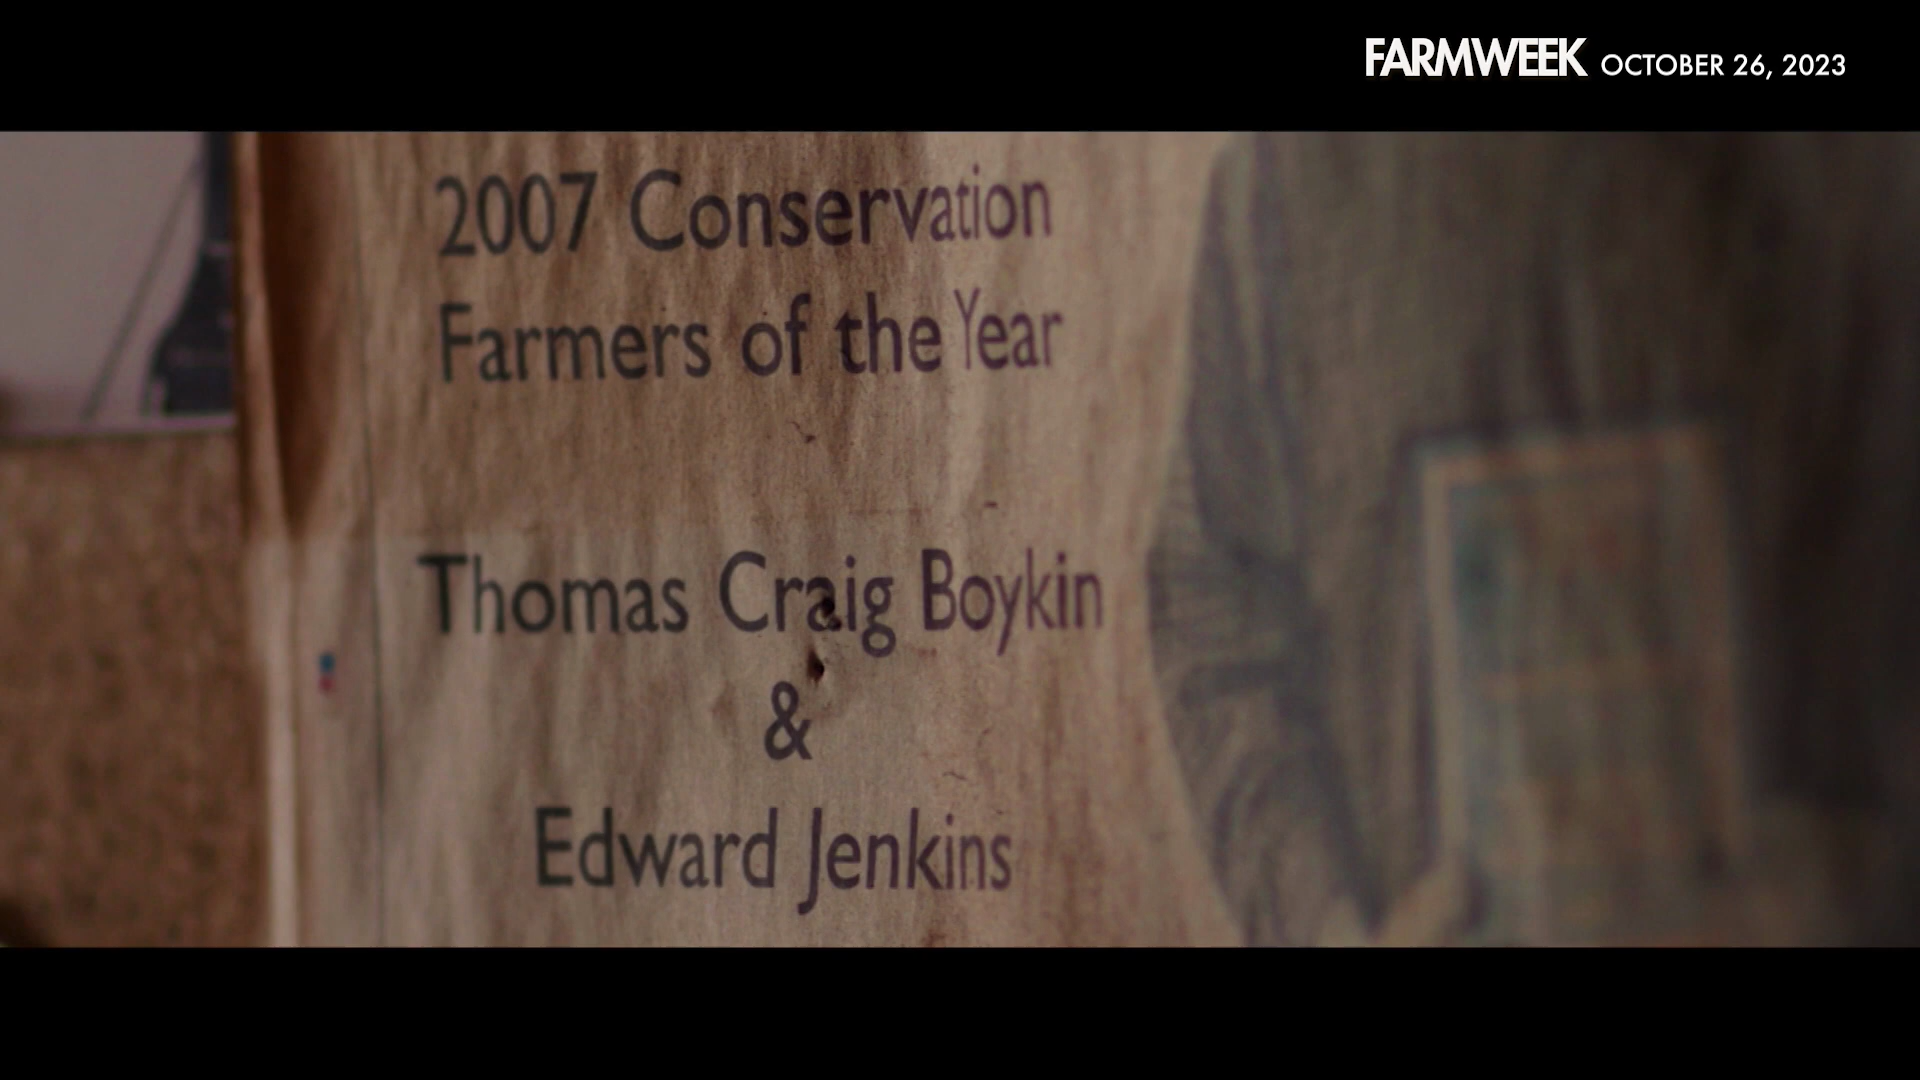 FARMWEEK OCTOBER 26, 2023
2007 Conservation
Farmers of the Year
Thomas Craig Boykin
&
Edward Jenkins